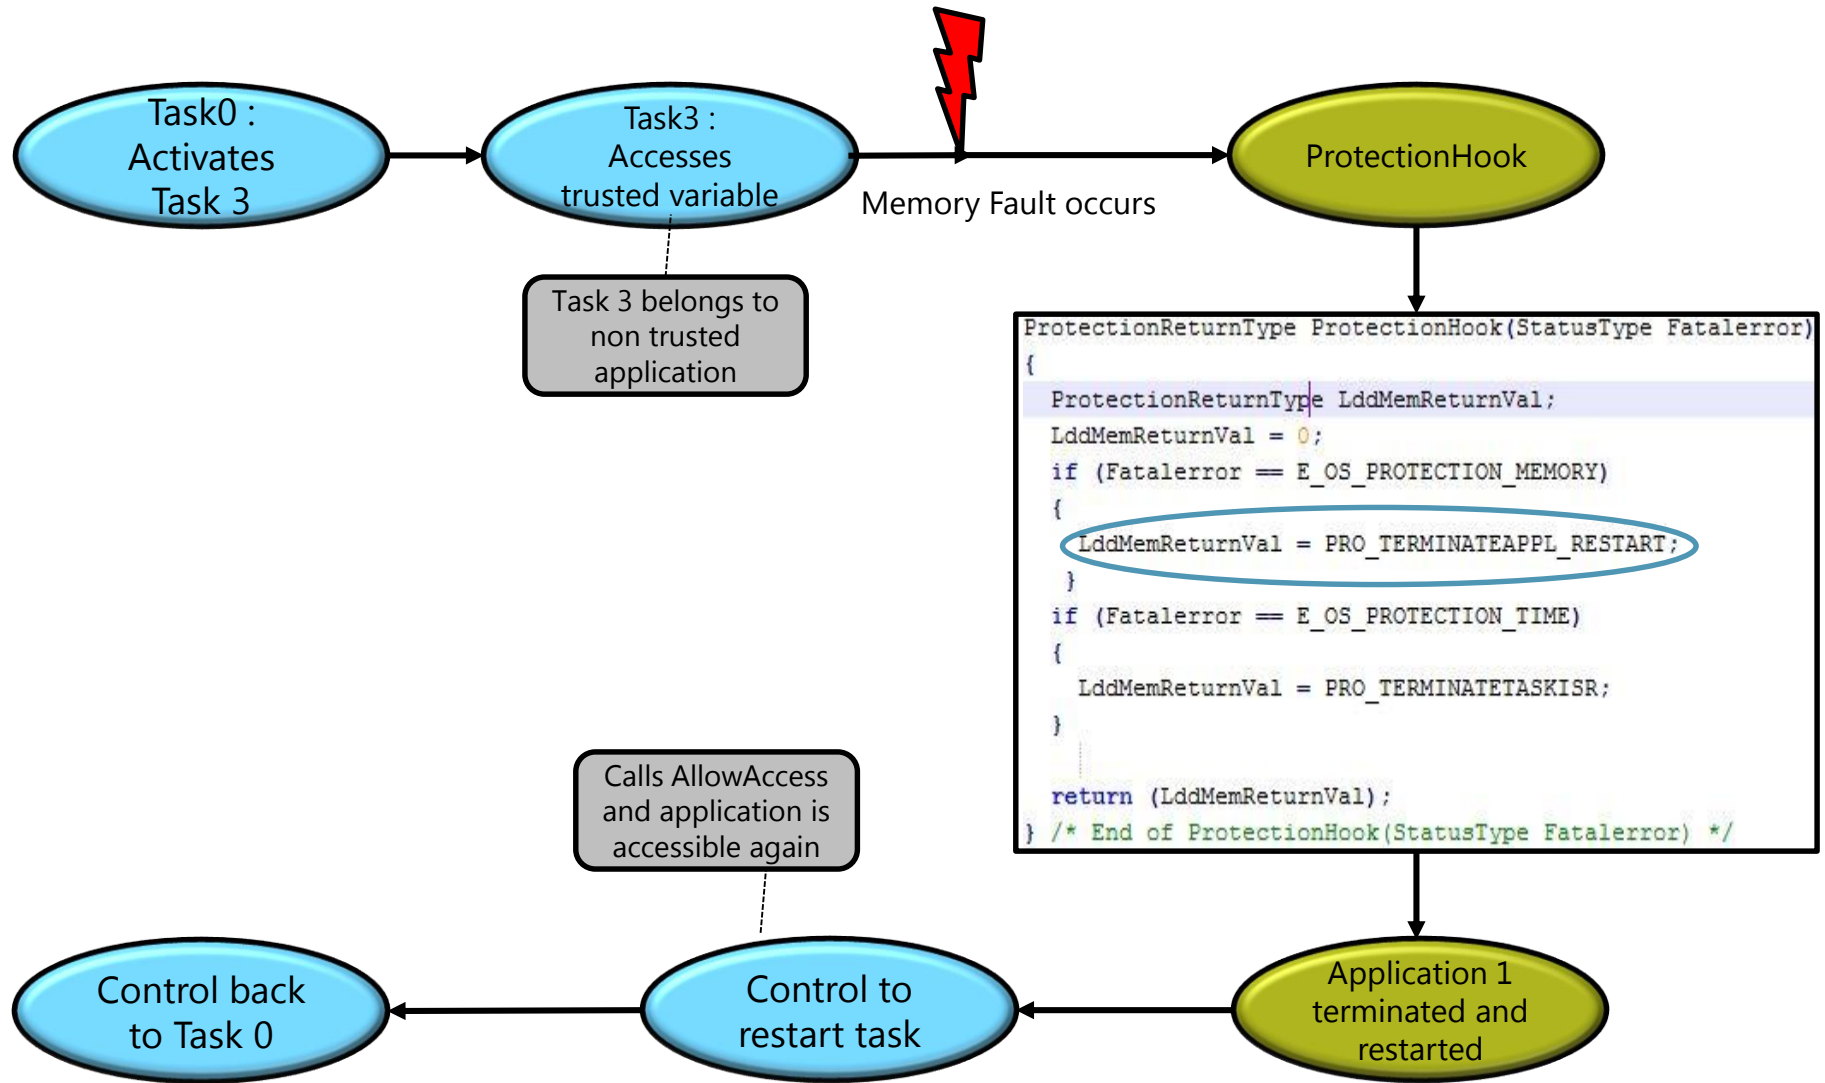 Task0 :
Activates
Task 3
Task3 :
Accesses
trusted variable
Memory Fault occurs
ProtectionHook
Task 3 belongs to
non trusted
application
ProtectionReturnType ProtectionHook(StatusType Fatalerror)
{
ProtectionReturnType LddMemReturnVal;
LddMemReturnVal = 0;
if (Fatalerror == E_OS_PROTECTION_MEMORY)
{
LddMemReturnVal = PRO_TERMINATEAPPL_RESTART;
}
if (Fatalerror == E_OS_PROTECTION_TIME)
{
LddMemReturnVal = PRO_TERMINATETASKISR;
}
return (LddMemReturnVal);
} /* End of ProtectionHook(StatusType Fatalerror) */
Calls AllowAccess
and application is
accessible again
Control back
to Task 0
Control to
restart task
Application 1
terminated and
restarted